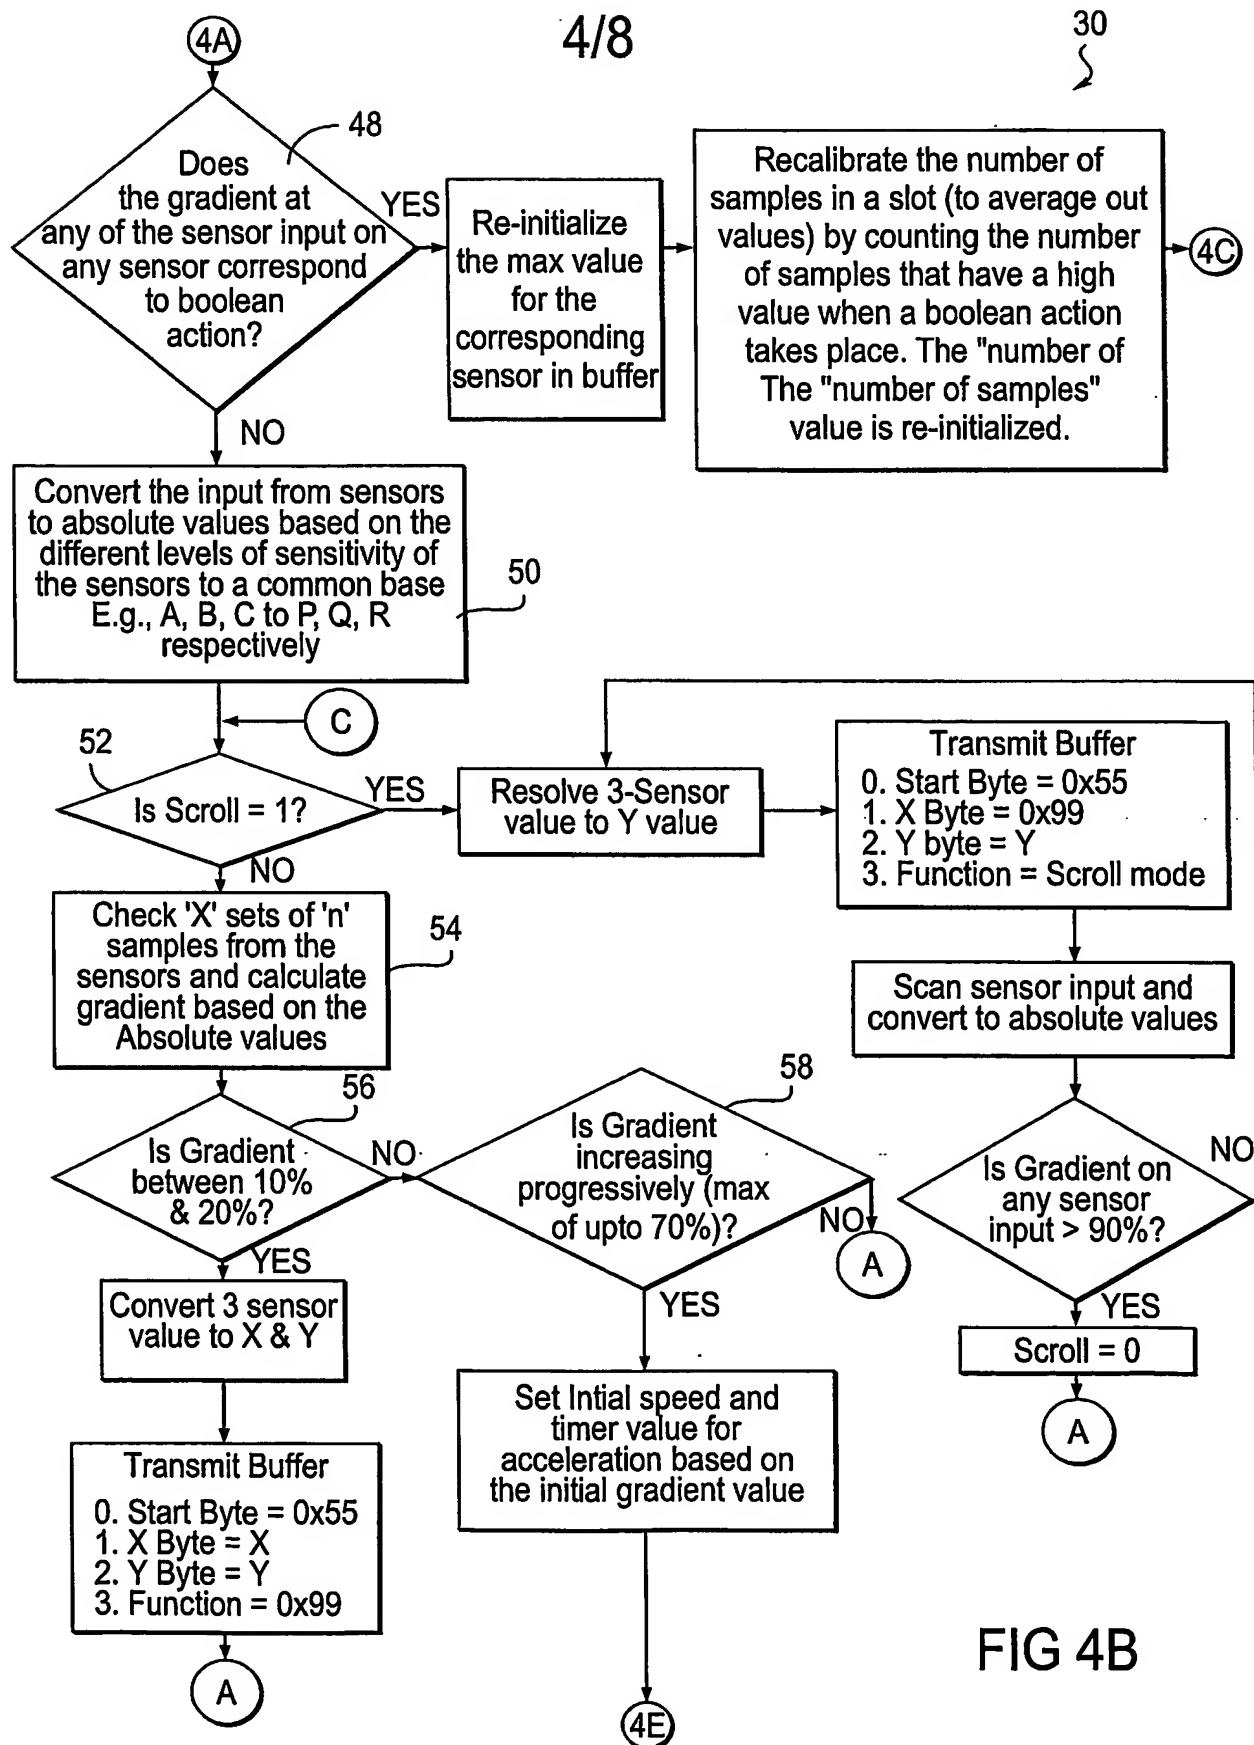 4/8
30
4A
48
Does
the gradient at
any of the sensor input on
any sensor correspond
to boolean
action?
YES
Re-initialize
the max value
for the
corresponding
sensor in buffer
Recalibrate the number of
samples in a slot (to average out
values) by counting the number
of samples that have a high
value when a boolean action
takes place. The "number of
The "number of samples"
value is re-initialized.
4C
NO
Convert the input from sensors
to absolute values based on the
different levels of sensitivity of
the sensors to a common base
E.g., A, B, C to P, Q, R
respectively
50
C
52
Is Scroll = 1?
YES
Resolve 3-Sensor
value to Y value
Transmit Buffer
0. Start Byte = 0x55
1. X Byte = 0x99
2. Y byte = Y
3. Function = Scroll mode
NO
Check 'X' sets of 'n'
samples from the
sensors and calculate
gradient based on the
Absolute values
54
Scan sensor input and
convert to absolute values
56
Is Gradient
between 10%
& 20%?
NO
58
Is Gradient
increasing
progressively (max
of upto 70%)?
NO
A
Is Gradient on
any sensor
input > 90%?
NO
YES
Convert 3 sensor
value to X & Y
YES
YES
Scroll = 0
A
Set Intial speed and
timer value for
acceleration based on
the initial gradient value
Transmit Buffer
0. Start Byte = 0x55
1. X Byte = X
2. Y Byte = Y
3. Function = 0x99
A
4E
FIG 4B